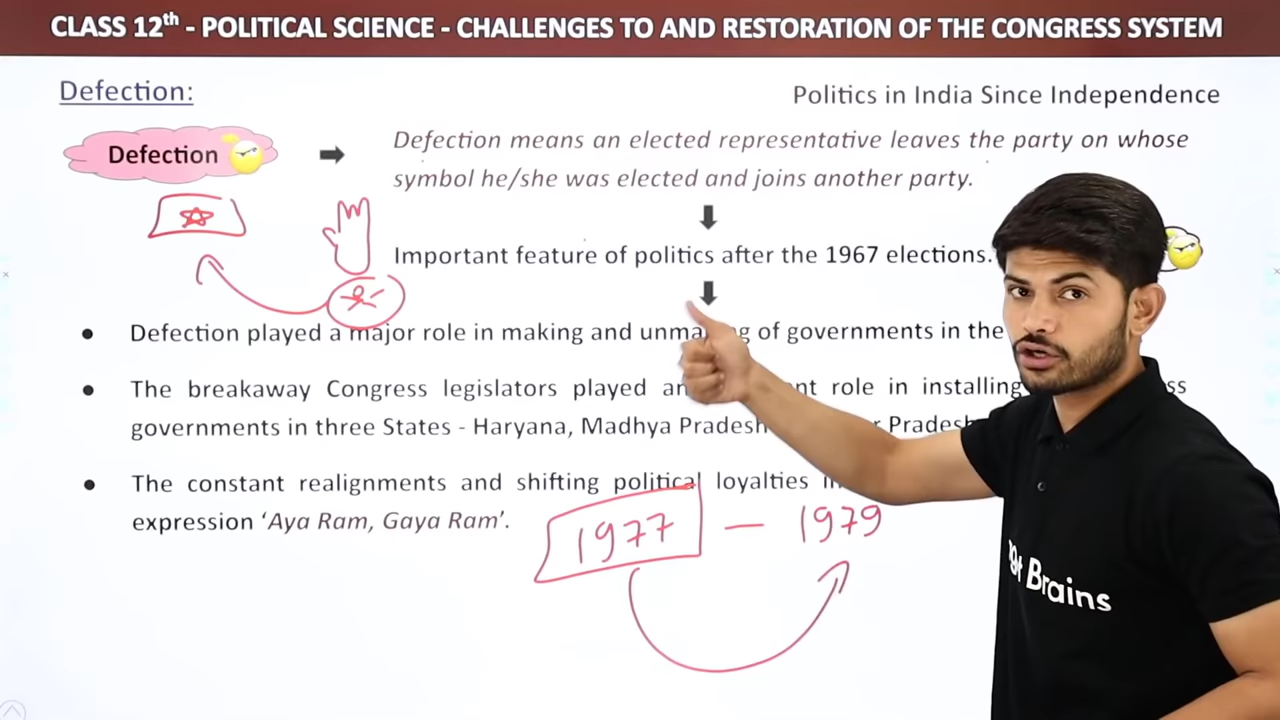 CLASS 12th - POLITICAL SCIENCE - CHALLENGES TO AND RESTORATION OF THE CONGRESS SYSTEM
Defection:
Politics in India Since Independence
Defection
Defection means an elected representative leaves the party on whose
symbol he/she was elected and joins another party.
Important feature of politics after the 1967 elections.
Defection played a major role in making and of governments in the
The breakaway Congress legislators played role in installing
governments in three States - Haryana, Madhya Pradesh
The constant realignments and shifting political loyalties
expression ‘Aya Ram, Gaya Ram’.
1977 - 1979
Brains